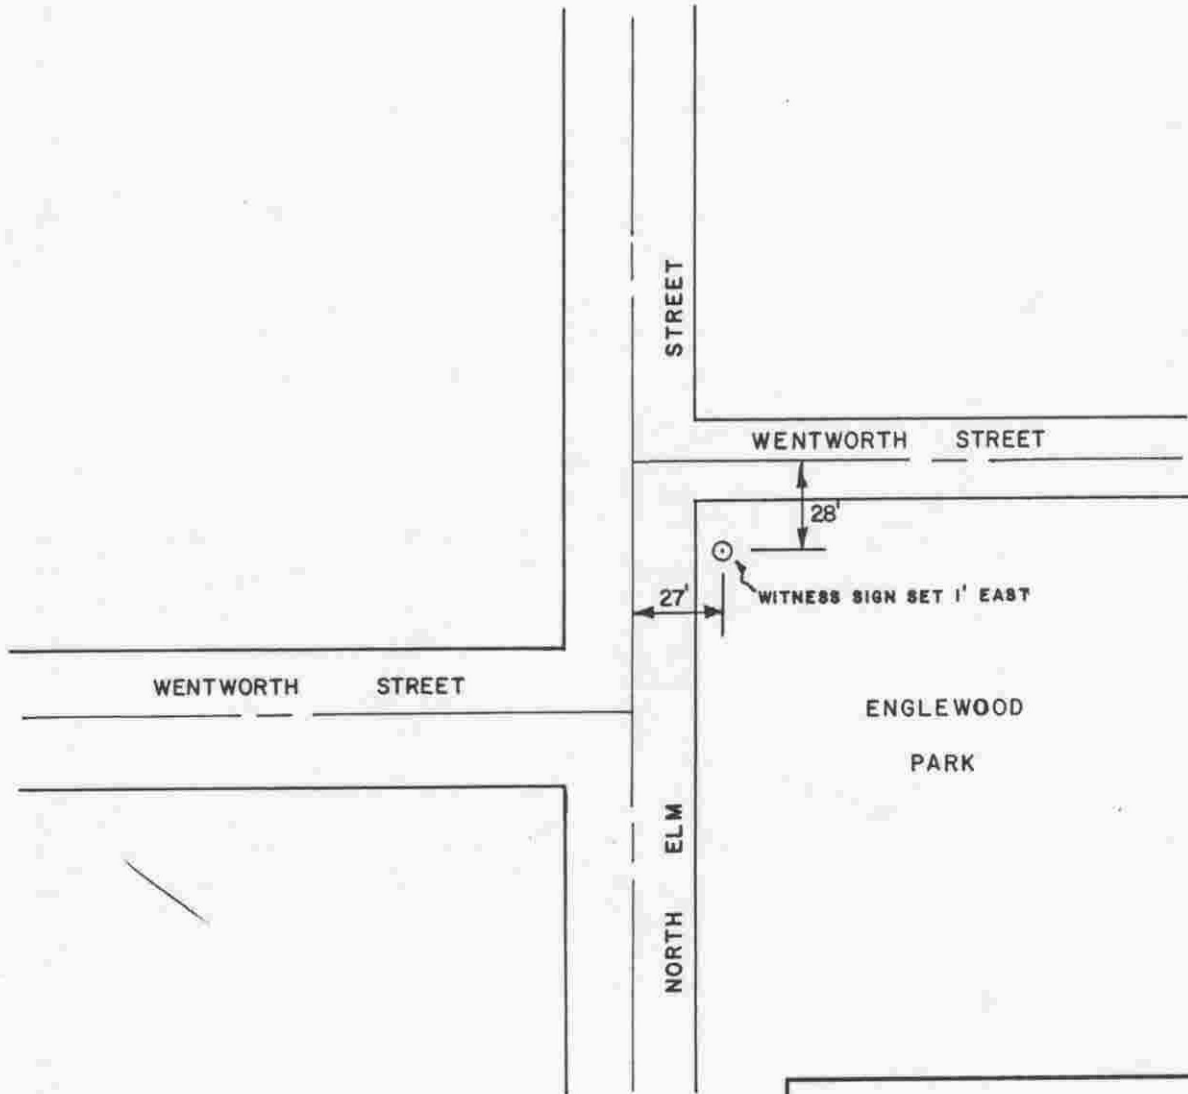 STREET
WENTWORTH STREET
28'
27'
WITNESS SIGN SET 1' EAST
WENTWORTH STREET
ENGLEWOOD
PARK
NORTH ELM